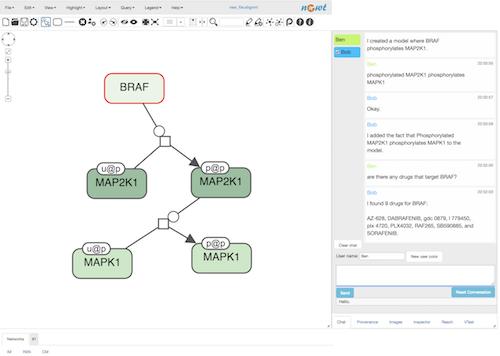 File Edit View Highlight Layout Query Legend Help new_file.sbgnml newt
BRAF
u@p
MAP2K1
p@p
MAP2K1
u@p
MAPK1
p@p
MAPK1
Networks
Ben
Bob
I created a model where BRAF
phosphorylates MAP2K1.
Ben
phosphorylated MAP2K1 phosphorylates
MAPK1
Bob
Okay.
Bob
I added the fact that Phosphorylated
MAP2K1 phosphorylates MAPK1 to the
model.
Ben
are there any drugs that target BRAF?
Bob
I found 9 drugs for BRAF:
AZ-628, DABRAFENIB, gdc 0879, l 779450,
plx 4720, PLX4032, RAF265, SB590885, and
SORAFENIB.
Clear chat
User name: Ben New user color
Send Reset Conversation
Hello.
Chat Provenance Images Inspector Reach VText